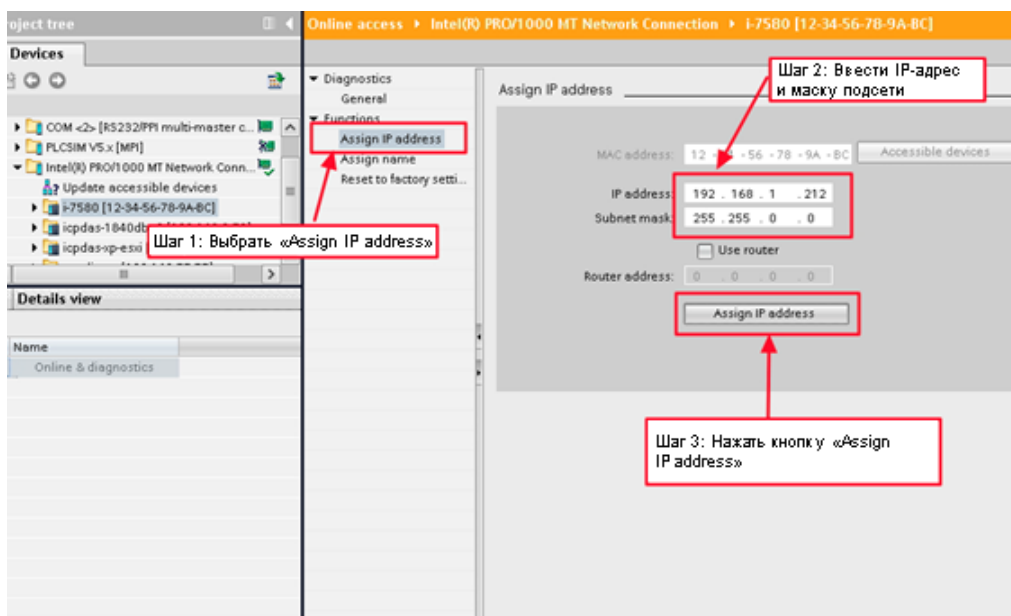 oject tree
Devices
COM <2> [RS232/PPI multi-master c...
PLCSIM V5.x [MPI]
Intel(R) PRO/1000 MT Network Conn...
Update accessible devices
i-7580 [12-34-56-78-9A-BC]
icpdas-1840db
icpdas-xp-esxi
Details view
Name
Online & diagnostics
Online access ▸ Intel(R) PRO/1000 MT Network Connection ▸ i-7580 [12-34-56-78-9A-BC]
Diagnostics
General
Functions
Assign IP address
Assign name
Reset to factory setti...
Шаг 1: Выбрать «Assign IP address»
Assign IP address
Шаг 2: Ввести IP-адрес
и маску подсети
MAC address: 12 - -56 -78 -9A -BC Accessible devices
IP address: 192 . 168 . 1 . 212
Subnet mask: 255 . 255 . 0 . 0
Use router
Router address: 0 . 0 . 0 . 0
Assign IP address
Шаг 3: Нажать кнопку «Assign
IP address»